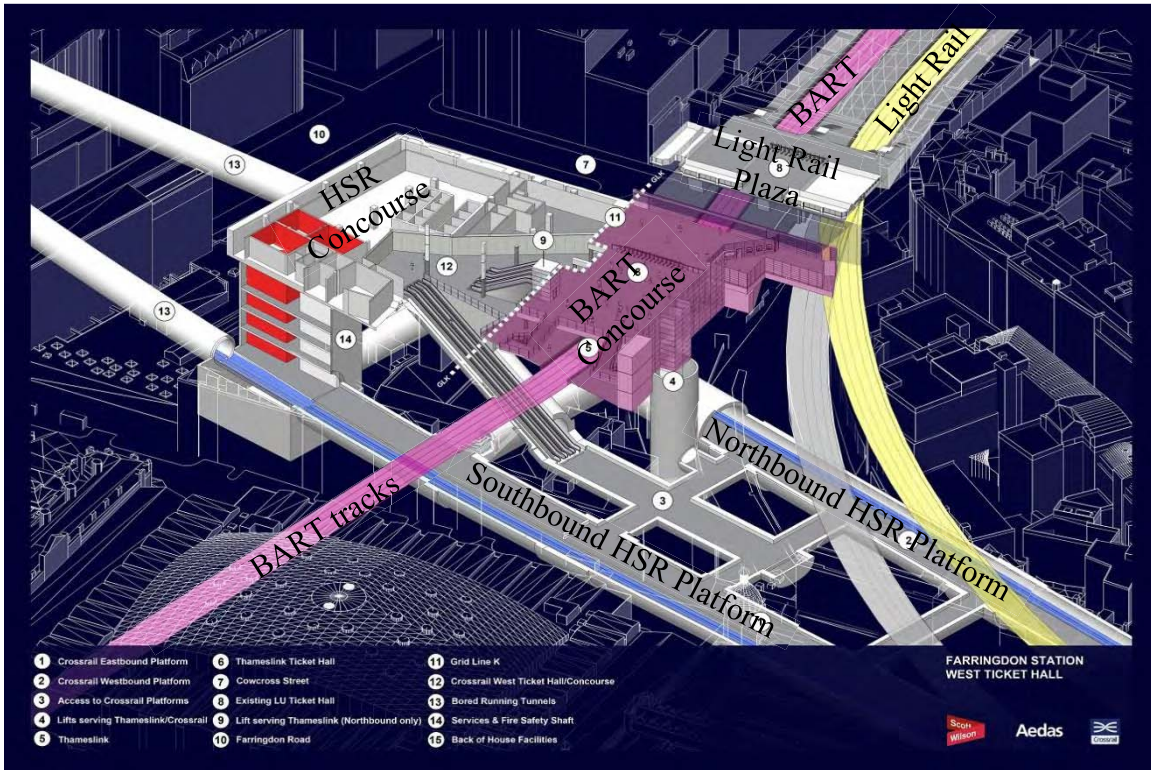 BART
Light Rail
10
13
HSR
Concourse
7
Light Rail
8
Plaza
GLK
11
9
12
6
BART
Concourse
13
14
5
GLK
4
Northbound HSR Platform
3
Southbound HSR Platform
2
BART tracks
1 Crossrail Eastbound Platform
2 Crossrail Westbound Platform
3 Access to Crossrail Platforms
4 Lifts serving Thameslink/Crossrail
5 Thameslink
6 Thameslink Ticket Hall
7 Cowcross Street
8 Existing LU Ticket Hall
9 Lift serving Thameslink (Northbound only)
10 Farringdon Road
11 Grid Line K
12 Crossrail West Ticket Hall/Concourse
13 Bored Running Tunnels
14 Services & Fire Safety Shaft
15 Back of House Facilities
FARRINGDON STATION
WEST TICKET HALL
Scott
Wilson
Aedas
Crossrail